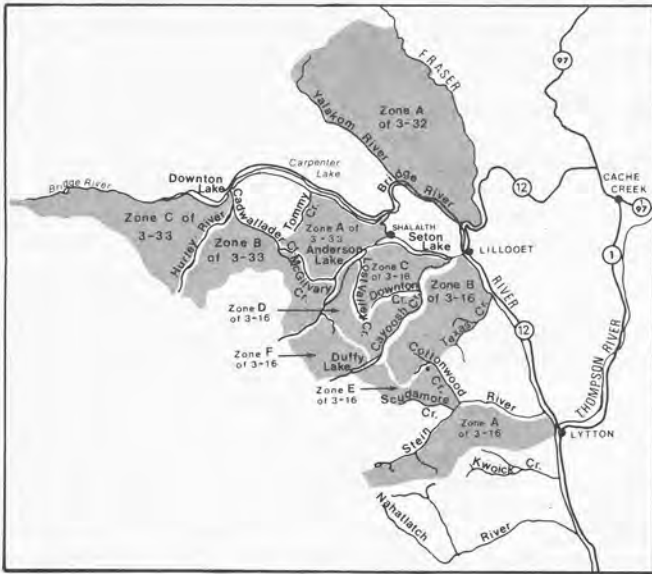 FRASER
RIVER
97
Zone A
of 3-32
Yalakom River
Carpenter
Lake
Bridge River
Downton
Lake
Bridge River
12
CACHE
CREEK
97
1
Zone C of
3-33
Hurley River
Cadwallader Cr.
Tommy
Cr.
Zone B
of 3-33
Zone A of
3-33
SHALALTH
Seton
Lake
Anderson
Lake
LILLOOET
McGilvary
Cr.
Lost Valley Cr.
Zone C
of 3-16
Downton
Cr.
Cayoosh Cr.
Zone B
of 3-16
RIVER
Texas Cr.
12
THOMPSON RIVER
Zone D
of 3-16
Zone F
of 3-16
Duffy
Lake
Zone E
of 3-16
Cottonwood
Cr.
Scudamore
Cr.
River
Stein
Zone A
of 3-16
LYTTON
Kwoick Cr.
Nahatlatch
River